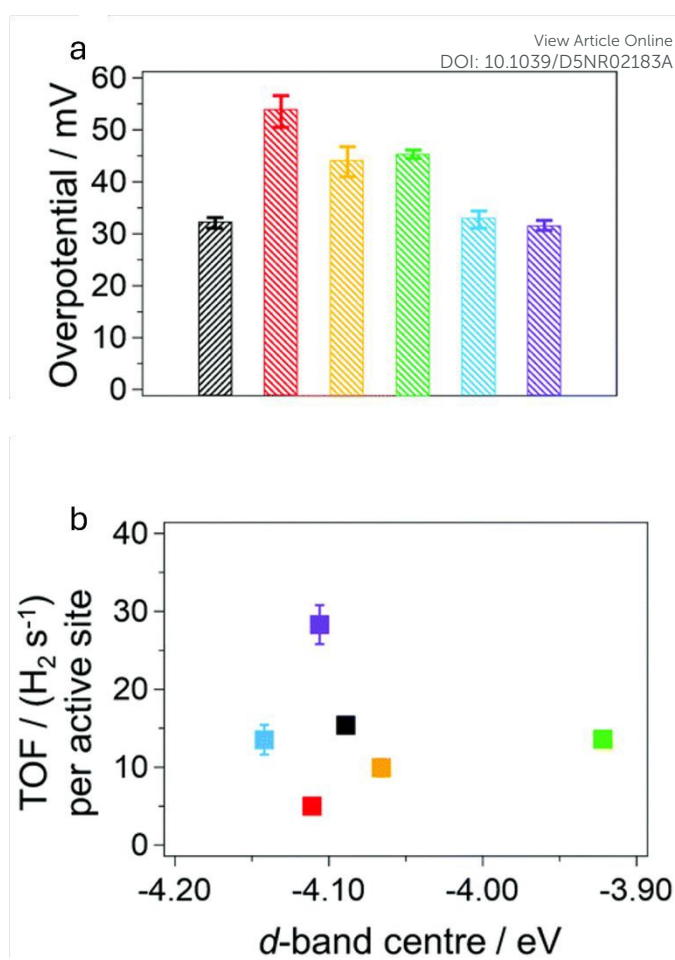 View Article Online
DOI: 10.1039/D5NR02183A
a
Overpotential / mV
60
50
40
30
20
10
0
b
TOF / (H₂ s⁻¹)
per active site
40
30
20
10
0
-4.20 -4.10 -4.00 -3.90
d-band centre / eV